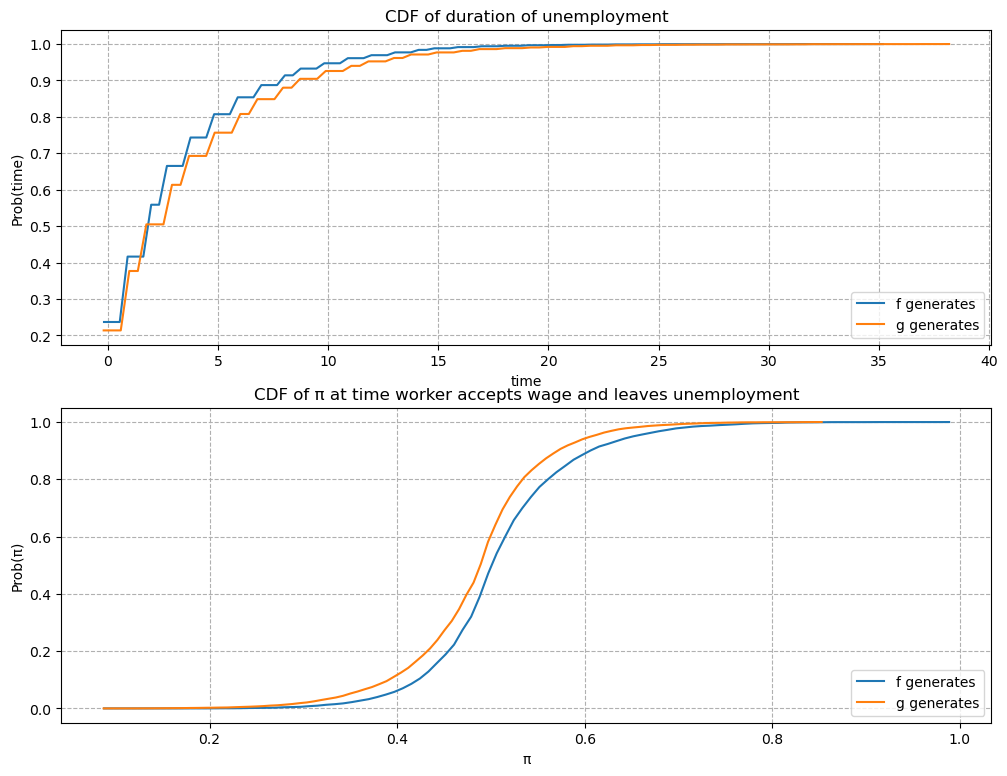 CDF of duration of unemployment
1.0
0.9
0.8
0.7
0.6
0.5
0.4
0.3
0.2
Prob(time)
f generates
g generates
0 5 10 15 20 25 30 35 40
time
CDF of π at time worker accepts wage and leaves unemployment
1.0
0.8
0.6
0.4
0.2
0.0
Prob(π)
f generates
g generates
0.2 0.4 0.6 0.8 1.0
π